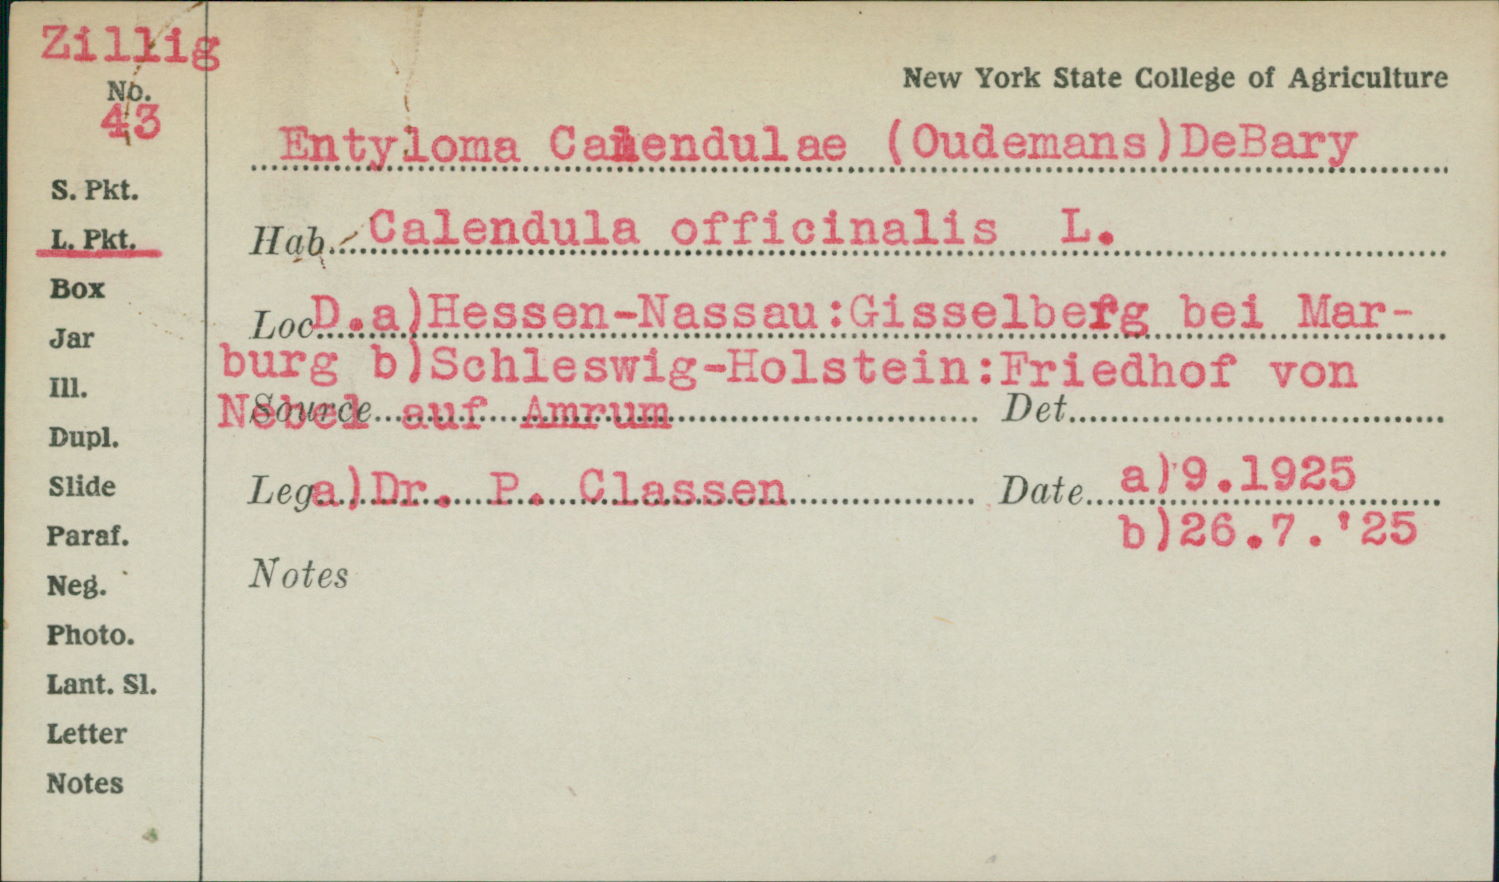 Zillig
No.
43
New York State College of Agriculture
Entyloma Calendulae (Oudemans)DeBary
S. Pkt.
L. Pkt.
Hab. Calendula officinalis L.
Box
Loc D.a)Hessen-Nassau:Gisselberg bei Mar-
Jar
burg b)Schleswig-Holstein:Friedhof von
Ill.
Nebel auf Amrum
Source
Det.
Dupl.
Slide
Leg a)Dr. P. Classen
Date a)9.1925
b)26.7.'25
Paraf.
Neg.
Notes
Photo.
Lant. Sl.
Letter
Notes